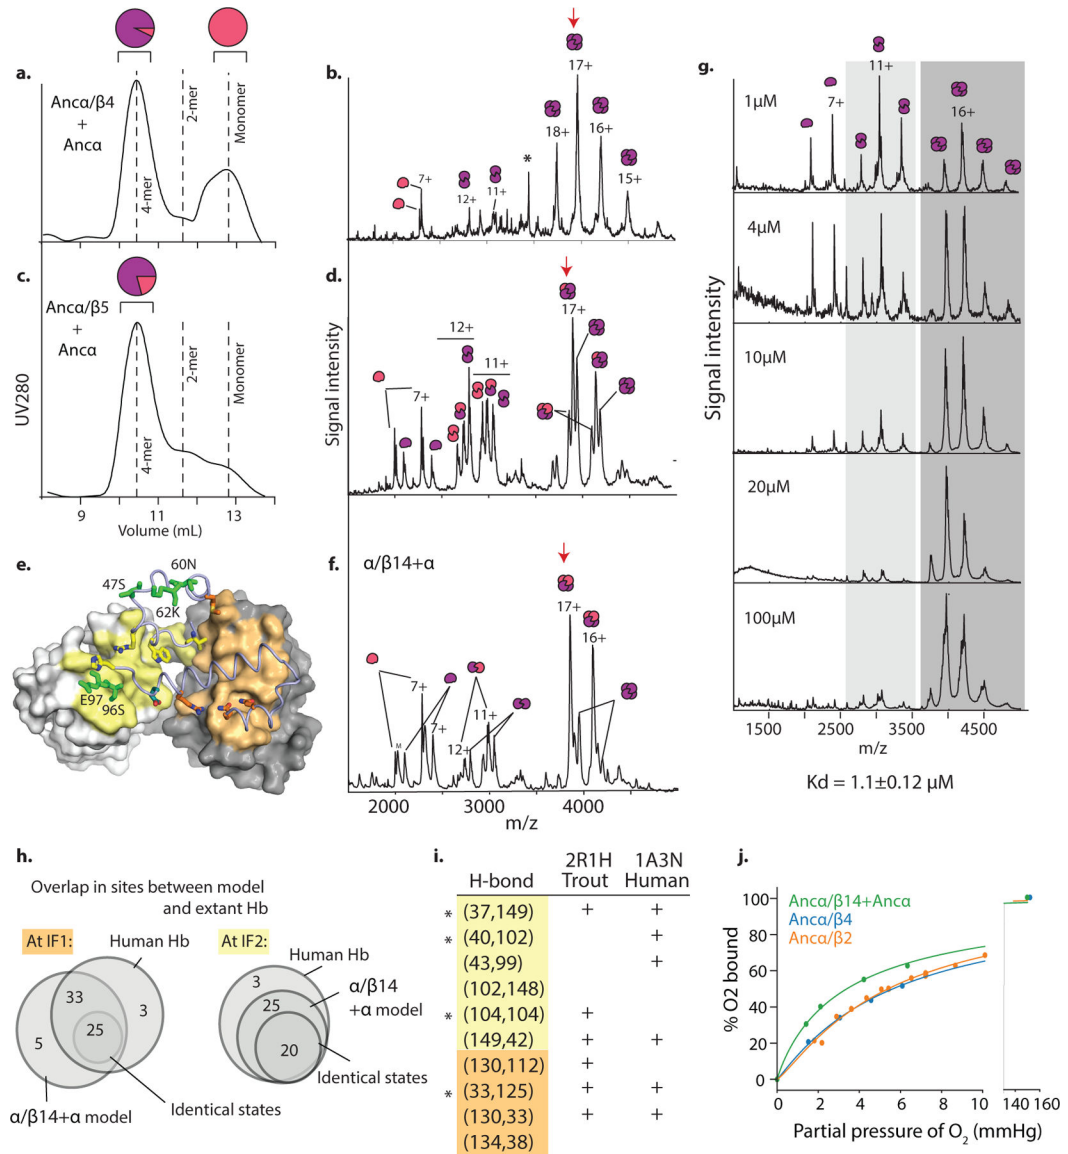 a.
Ancα/β4
+
Ancα
4-mer
2-mer
Monomer
b.
7+
12+
11+
*
18+
17+
16+
15+
c.
Ancα/β5
+
Ancα
4-mer
2-mer
Monomer
UV280
9
11
13
Volume (mL)
d.
Signal intensity
7+
12+
11+
17+
e.
47S
60N
62K
E97
96S
f.
α/β14+α
M
7+
7+
12+
11+
17+
16+
2000
3000
4000
m/z
g.
Signal intensity
1µM
7+
11+
16+
4µM
10µM
20µM
100µM
1500
2500
3500
4500
m/z
Kd = 1.1±0.12 µM
h.
Overlap in sites between model
and extant Hb
At IF1:
Human Hb
33
3
25
5
Identical states
α/β14+α model
At IF2:
Human Hb
3
α/β14
+α model
25
20
Identical states
i.
2R1H 1A3N
H-bond Trout Human
* (37,149) + +
* (40,102) +
(43,99) +
(102,148)
* (104,104) +
(149,42) + +
(130,112) +
* (33,125) + +
(130,33) + +
(134,38)
j.
% O2 bound
100
80
60
40
20
0
Ancα/β14+Ancα
Ancα/β4
Ancα/β2
0 2 4 6 8 10 140 160
Partial pressure of O2 (mmHg)